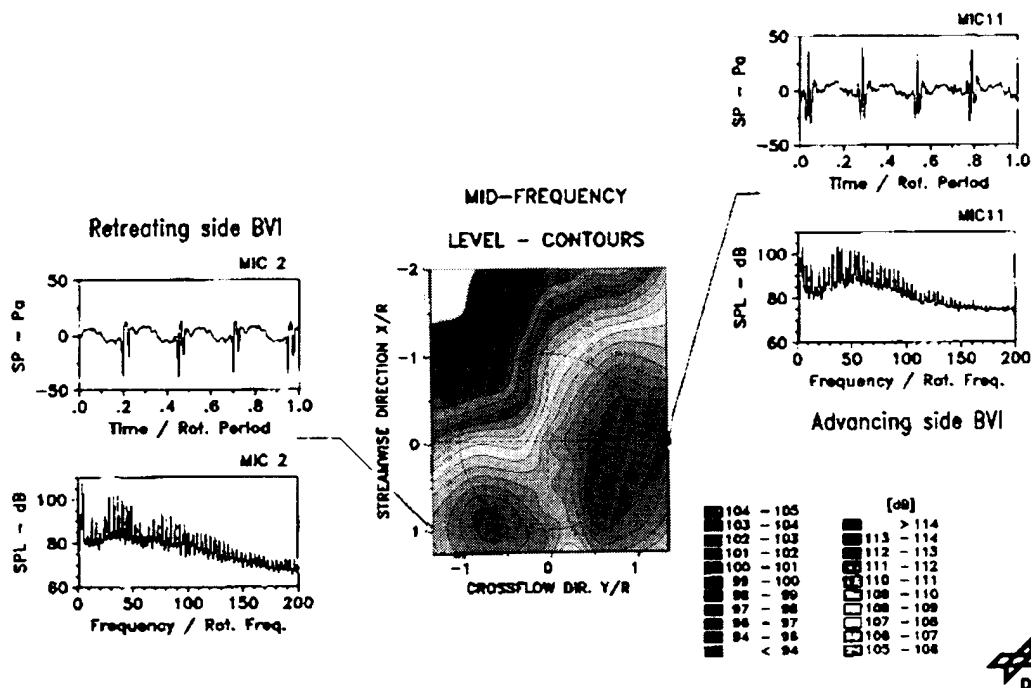 MIC11
50
0
-50
SP - Pa
.0 .2 .4 .6 .8 1.0
Time / Rot. Period
MIC11
100
80
60
SPL - dB
0 50 100 150 200
Frequency / Rot. Freq.
Advancing side BVI
Retreating side BVI
MIC 2
50
0
-50
SP - Pa
.0 .2 .4 .6 .8 1.0
Time / Rot. Period
MIC 2
100
80
60
SPL - dB
0 50 100 150 200
Frequency / Rot. Freq.
MID-FREQUENCY
LEVEL - CONTOURS
-2
-1
0
1
STREAMWISE DIRECTION X/R
-1 0 1
CROSSFLOW DIR. Y/R
[dB]
104 - 105
103 - 104
102 - 103
101 - 102
100 - 101
99 - 100
98 - 99
97 - 98
96 - 97
94 - 95
< 94
> 114
113 - 114
112 - 113
111 - 112
110 - 111
109 - 110
108 - 109
107 - 108
106 - 107
105 - 106
D